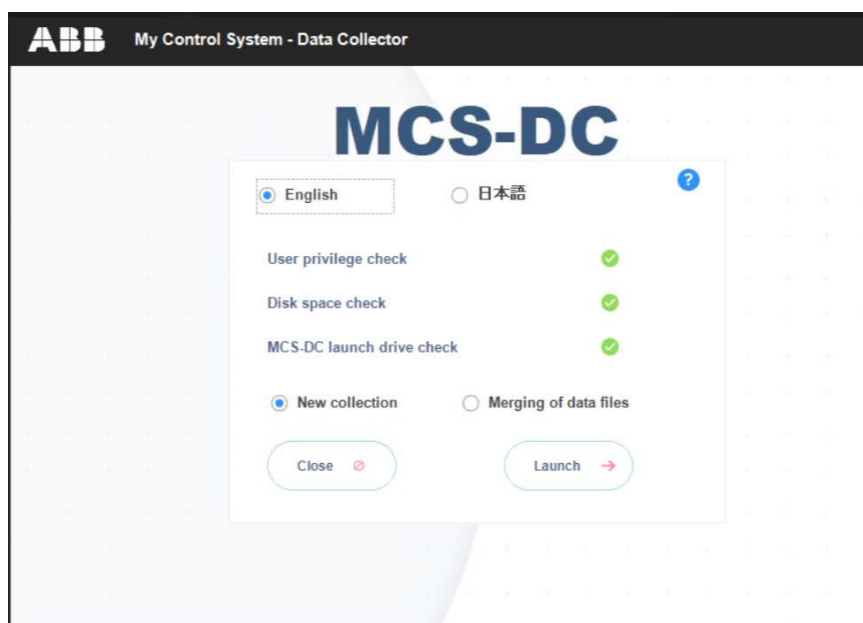 ABB My Control System - Data Collector
MCS-DC
English 日本語 ?
User privilege check
Disk space check
MCS-DC launch drive check
New collection Merging of data files
Close Launch